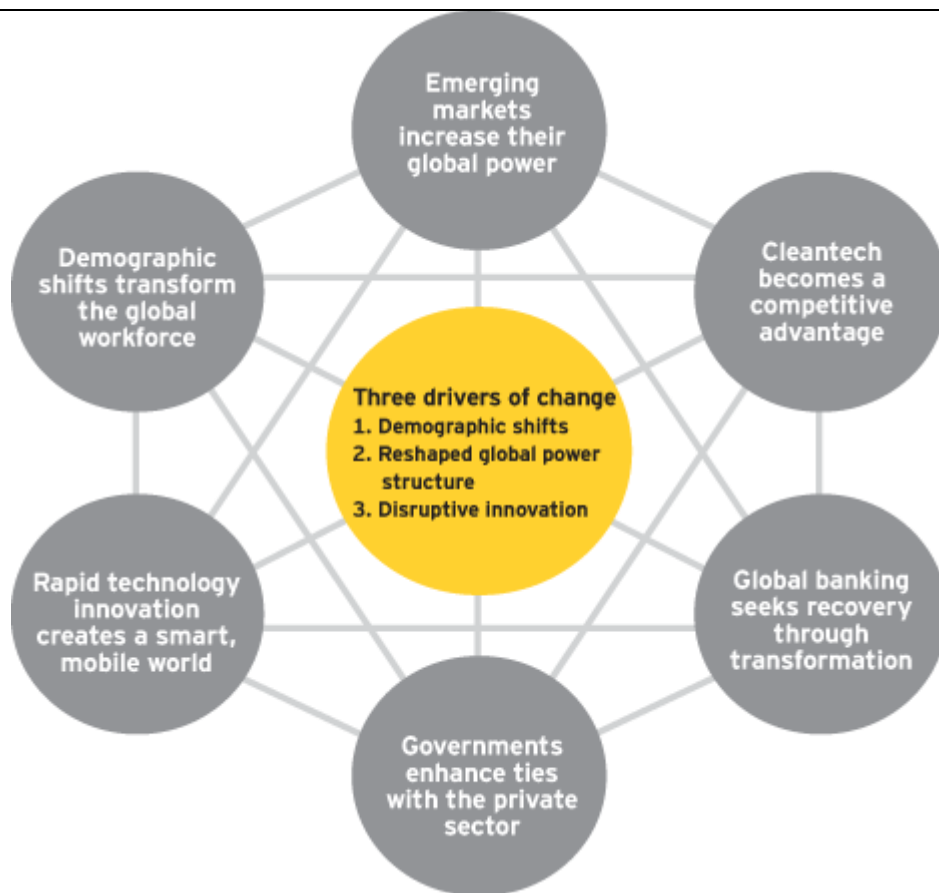 Emerging
markets
increase their
global power
Demographic
shifts transform
the global
workforce
Cleantech
becomes a
competitive
advantage
Three drivers of change
1. Demographic shifts
2. Reshaped global power
structure
3. Disruptive innovation
Rapid technology
innovation
creates a smart,
mobile world
Global banking
seeks recovery
through
transformation
Governments
enhance ties
with the private
sector